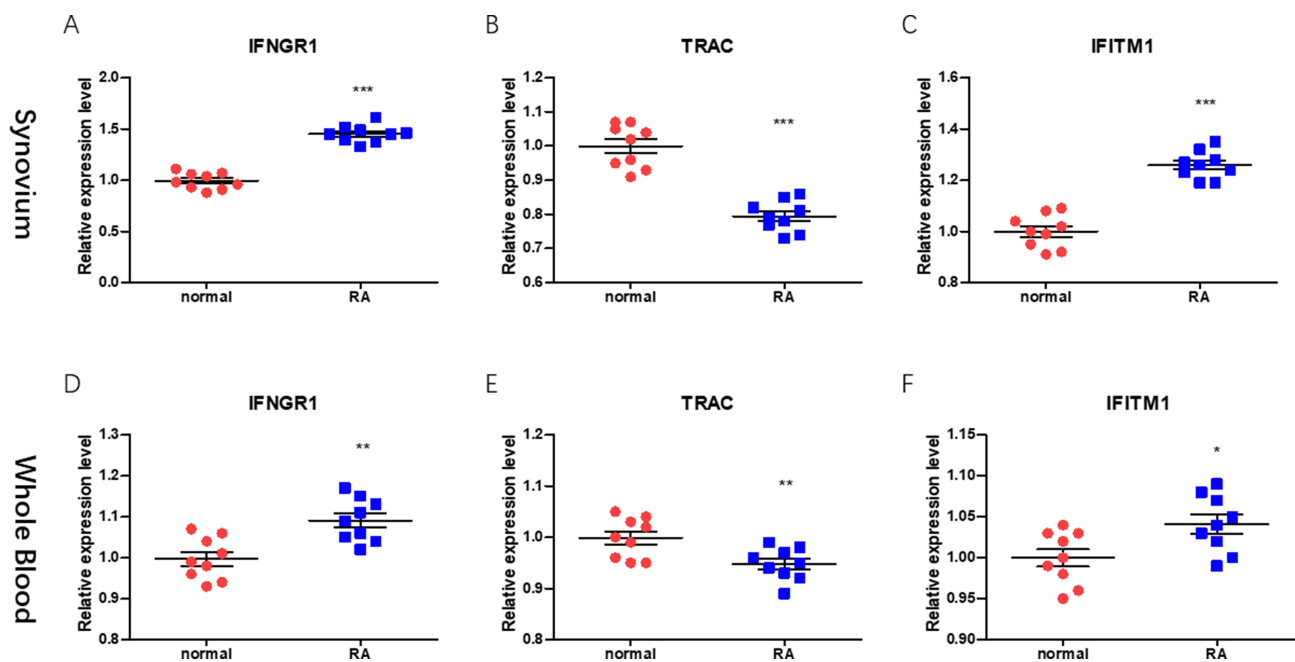 A
IFNGR1
Relative expression level
2.0
1.5
1.0
0.5
0.0
***
normal
RA
B
TRAC
Relative expression level
1.2
1.1
1.0
0.9
0.8
0.7
0.6
***
normal
RA
C
IFITM1
Relative expression level
1.6
1.4
1.2
1.0
0.8
***
normal
RA
Synovium
D
IFNGR1
Relative expression level
1.3
1.2
1.1
1.0
0.9
0.8
**
normal
RA
E
TRAC
Relative expression level
1.2
1.1
1.0
0.9
0.8
**
normal
RA
F
IFITM1
Relative expression level
1.15
1.10
1.05
1.00
0.95
0.90
*
normal
RA
Whole Blood